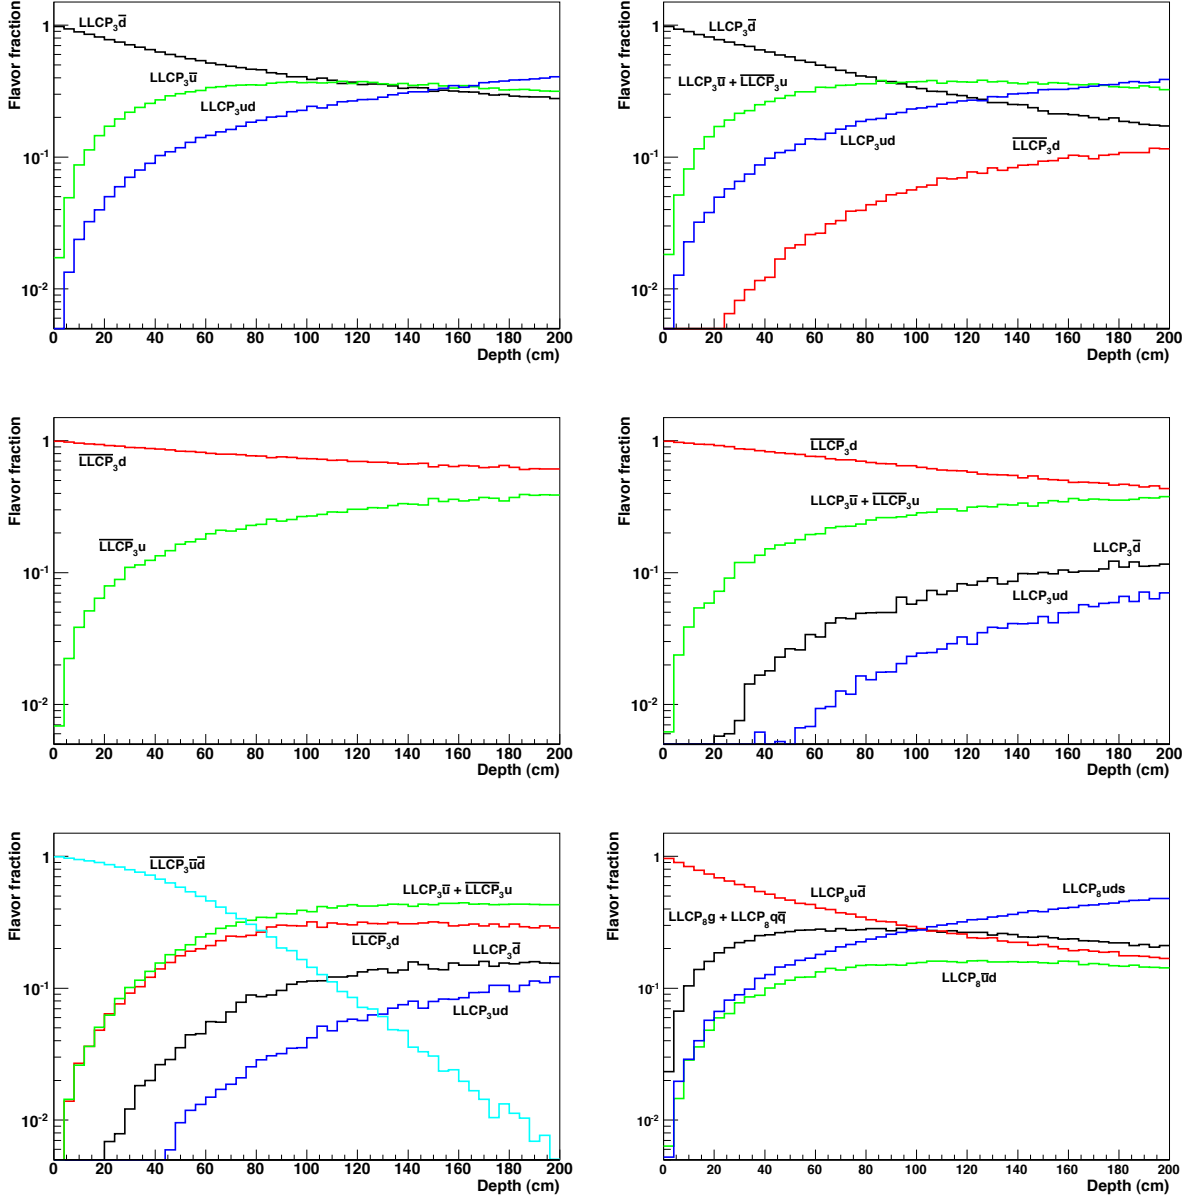 Flavor fraction
1
10⁻¹
10⁻²
LLCP₃d̅
LLCP₃u̅
LLCP₃ud
0 20 40 60 80 100 120 140 160 180 200
Depth (cm)
Flavor fraction
1
10⁻¹
10⁻²
LLCP₃d̅
LLCP₃u̅ + L̅L̅C̅P̅₃u
LLCP₃ud
L̅L̅C̅P̅₃d
0 20 40 60 80 100 120 140 160 180 200
Depth (cm)
Flavor fraction
1
10⁻¹
10⁻²
L̅L̅C̅P̅₃d
L̅L̅C̅P̅₃u
0 20 40 60 80 100 120 140 160 180 200
Depth (cm)
Flavor fraction
1
10⁻¹
10⁻²
L̅L̅C̅P̅₃d
LLCP₃u̅ + L̅L̅C̅P̅₃u
LLCP₃d̅
LLCP₃ud
0 20 40 60 80 100 120 140 160 180 200
Depth (cm)
Flavor fraction
1
10⁻¹
10⁻²
L̅L̅C̅P̅₃u̅d̅
LLCP₃u̅ + L̅L̅C̅P̅₃u
L̅L̅C̅P̅₃d
LLCP₃d̅
LLCP₃ud
0 20 40 60 80 100 120 140 160 180 200
Depth (cm)
Flavor fraction
1
10⁻¹
10⁻²
LLCP₈ud̅
LLCP₈uds
LLCP₈g + LLCP₈qq̅
LLCP₈u̅d
0 20 40 60 80 100 120 140 160 180 200
Depth (cm)